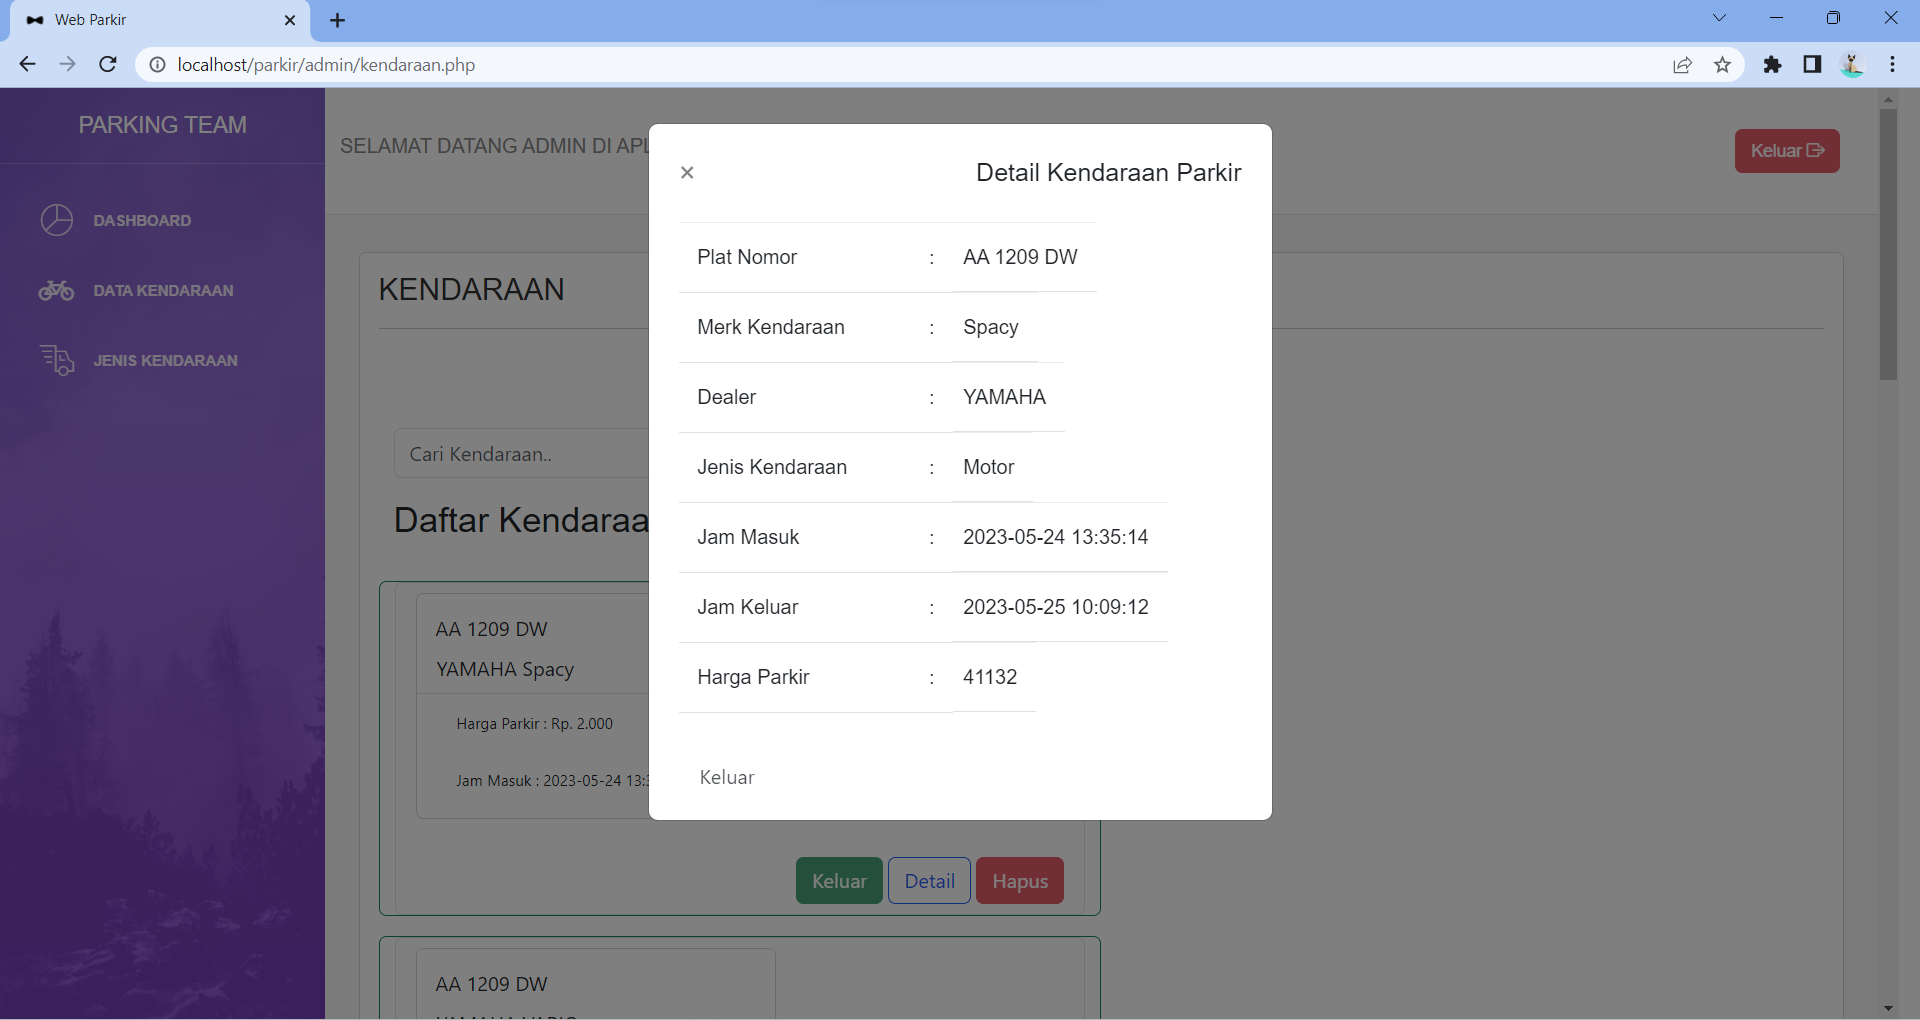 Web Parkir
localhost/parkir/admin/kendaraan.php
PARKING TEAM
DASHBOARD
DATA KENDARAAN
JENIS KENDARAAN
SELAMAT DATANG ADMIN DI
Keluar
KENDARAAN
Cari Kendaraan..
Daftar
AA 1209 DW
YAMAHA Spacy
Harga Parkir : Rp. 2.000
Jam Masuk : 2023-05-24
Keluar
Detail
Hapus
AA 1209 DW
Detail Kendaraan Parkir
Plat Nomor : AA 1209 DW
Merk Kendaraan : Spacy
Dealer : YAMAHA
Jenis Kendaraan : Motor
Jam Masuk : 2023-05-24 13:35:14
Jam Keluar : 2023-05-25 10:09:12
Harga Parkir : 41132
Keluar